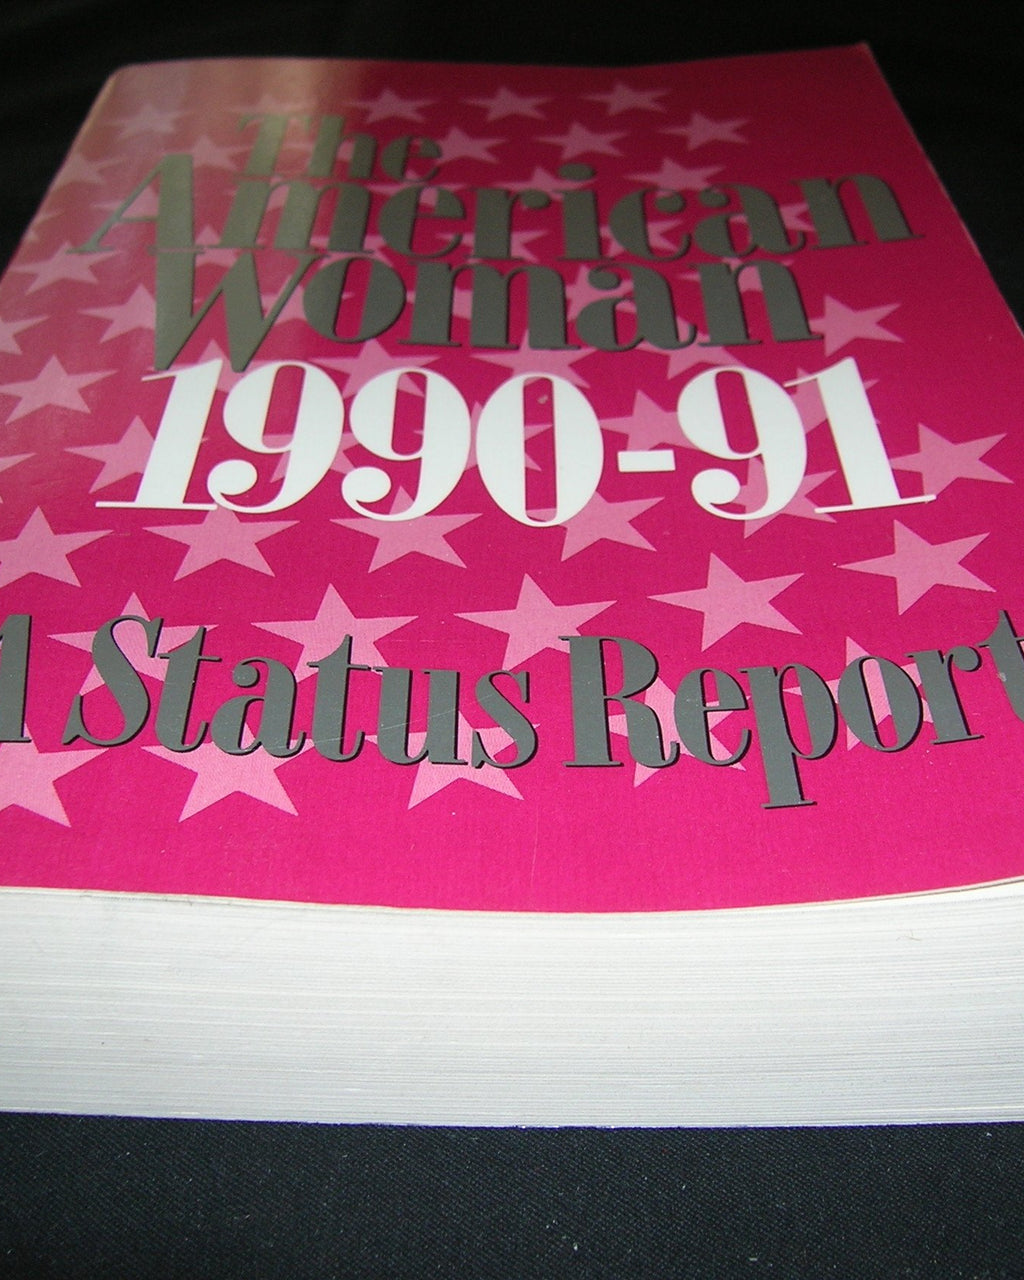 The
American
Woman
1990-91
A Status Report